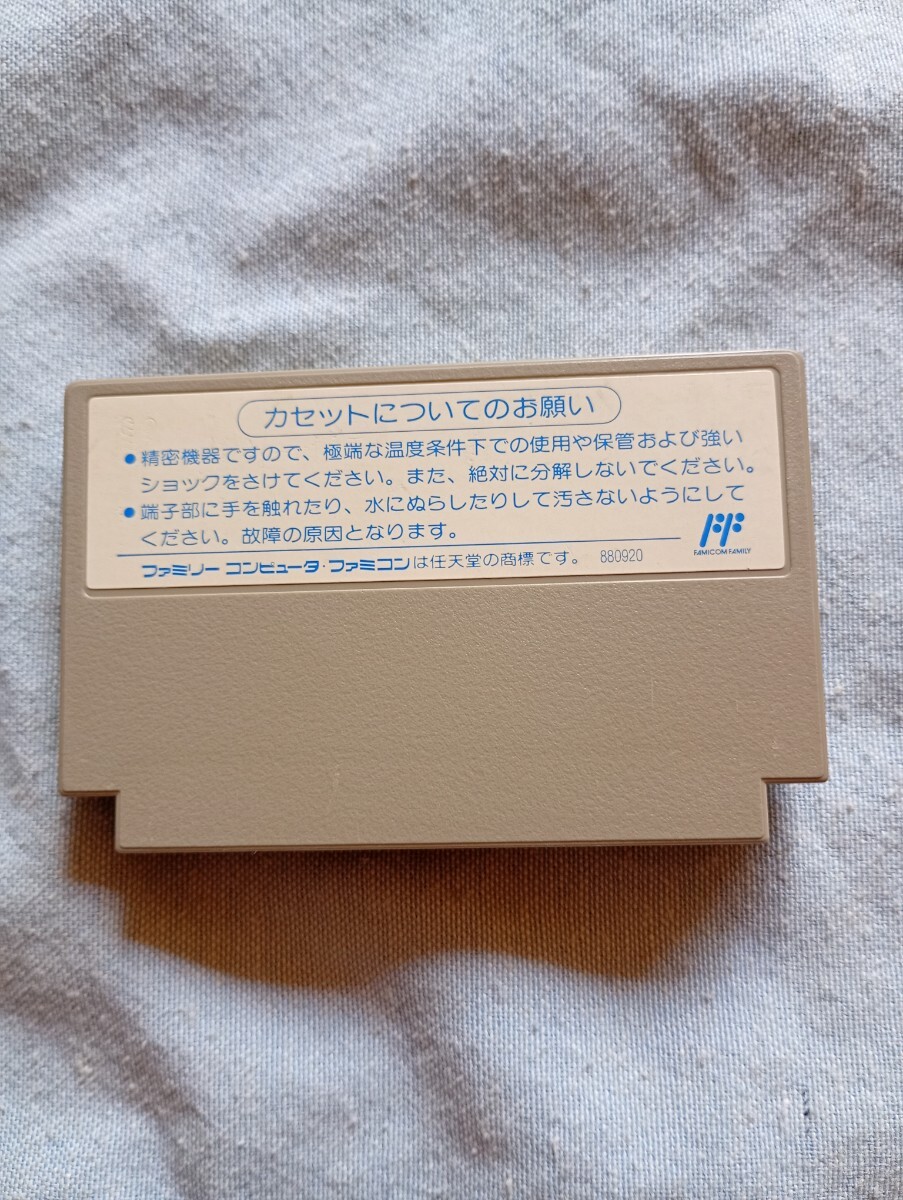 カセットについてのお願い
●精密機器ですので、極端な温度条件下での使用や保管および強い
ショックをさけてください。また、絶対に分解しないでください。
●端子部に手を触れたり、水にぬらしたりして汚さないようにして
ください。故障の原因となります。
FAMICOM FAMILY
ファミリー コンピュータ・ファミコンは任天堂の商標です。 880920